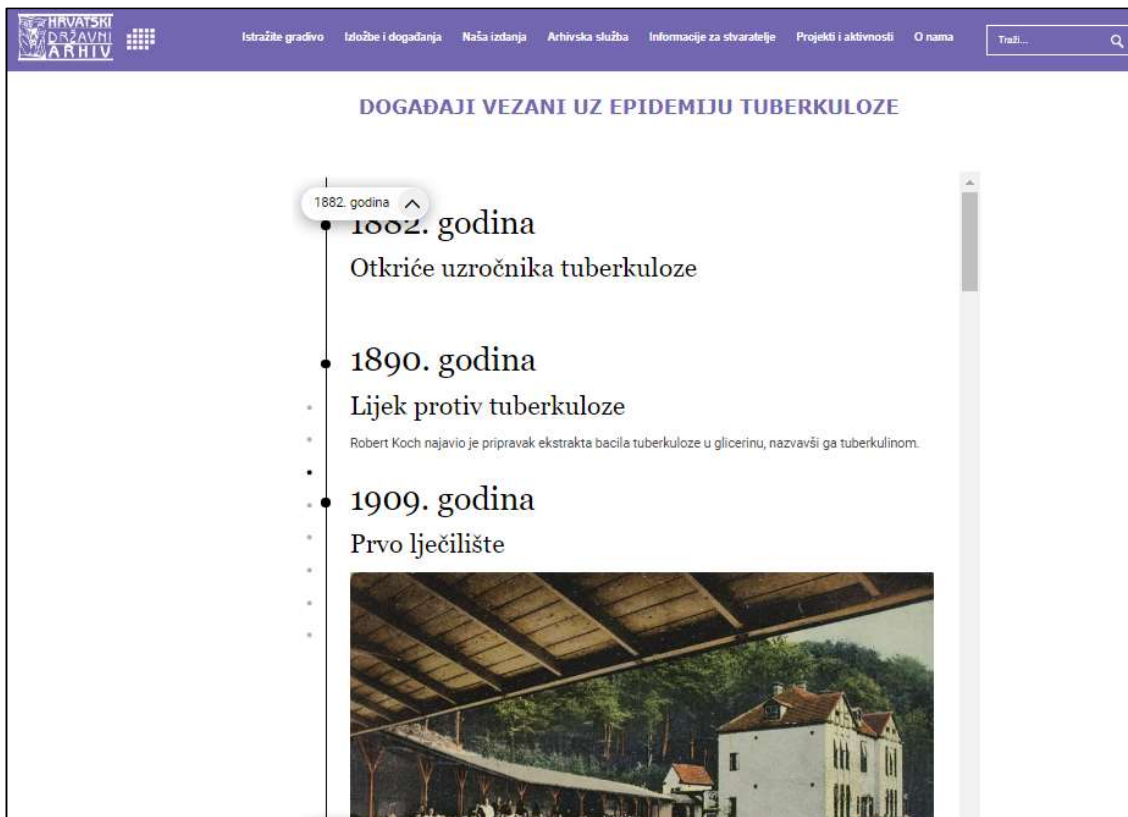 HRVATSKI
DRŽAVNI
ARHIV
Istražite gradivo Izložbe i događanja Naša izdanja Arhivska služba Informacije za stvaratelje Projekti i aktivnosti O nama Traži...
DOGAĐAJI VEZANI UZ EPIDEMIJU TUBERKULOZE
1882. godina
1882. godina
Otkriće uzročnika tuberkuloze
1890. godina
Lijek protiv tuberkuloze
Robert Koch najavio je pripravak ekstrakta bacila tuberkuloze u glicerinu, nazvavši ga tuberkulinom.
1909. godina
Prvo lječilište